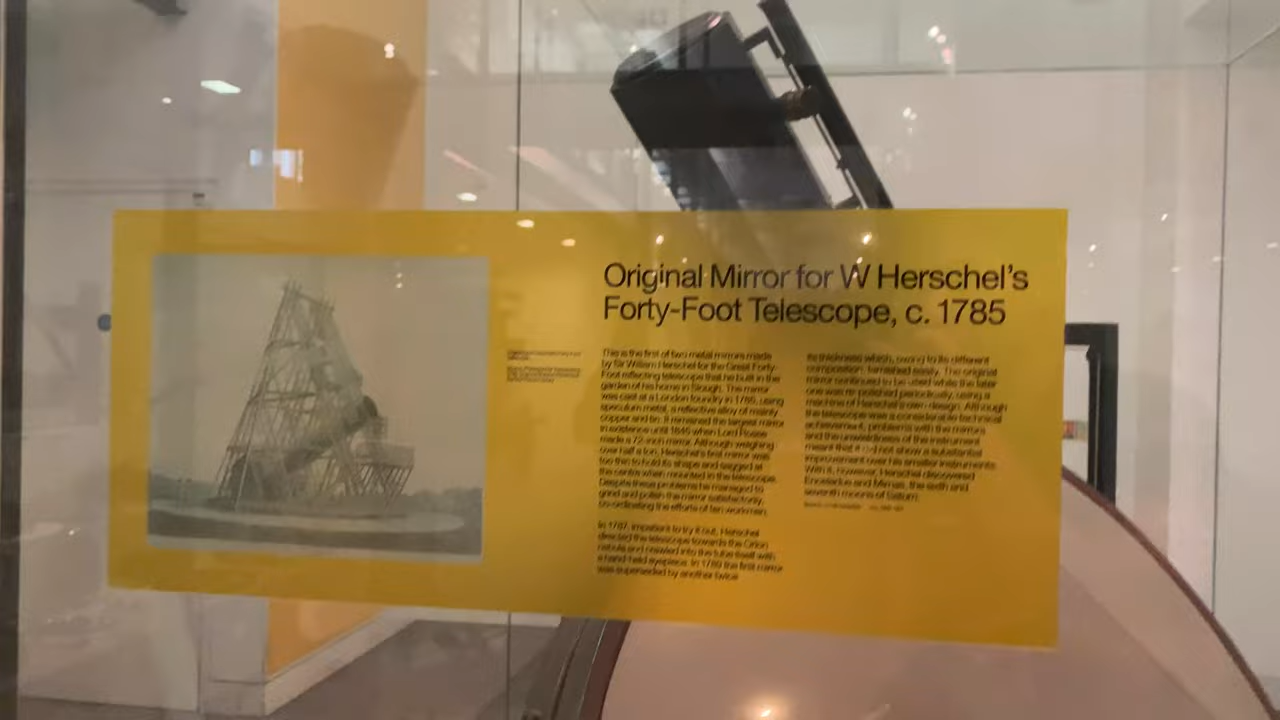 Original Mirror for W Herschel's
Forty-Foot Telescope, c. 1785
This is the first of two metal mirrors made
by Sir William Herschel for the Great Forty-
Foot reflecting telescope that he built in the
garden of his home in Slough. The mirror
was cast at a London foundry in 1785, using
speculum metal, a reflective alloy of mainly
copper and tin. It remained the largest mirror
in existence until 1845 when Lord Rosse
made a 72-inch mirror. Although weighing
over half a ton, Herschel's first mirror was
too thin to hold its shape and sagged at
the center when mounted in the telescope.
Despite these problems he managed to
grind and polish the mirror satisfactorily,
co-ordinating the efforts of ten workmen.
In 1787, impatient to try it out, Herschel
directed the telescope towards the Orion
nebula and crawled into the tube itself with
a hand-held eyepiece. In 1789 the first mirror
was superseded by another twice
its thickness which, owing to its different
composition, tarnished easily. The original
mirror continued to be used while the later
one was re-polished periodically, using a
machine of Herschel's own design. Although
the telescope was a considerable technical
achievement, problems with the mirrors
and the unwieldiness of the instrument
meant that it did not show a substantial
improvement over his smaller instruments.
With it, however, Herschel discovered
Enceladus and Mimas, the sixth and
seventh moons of Saturn.